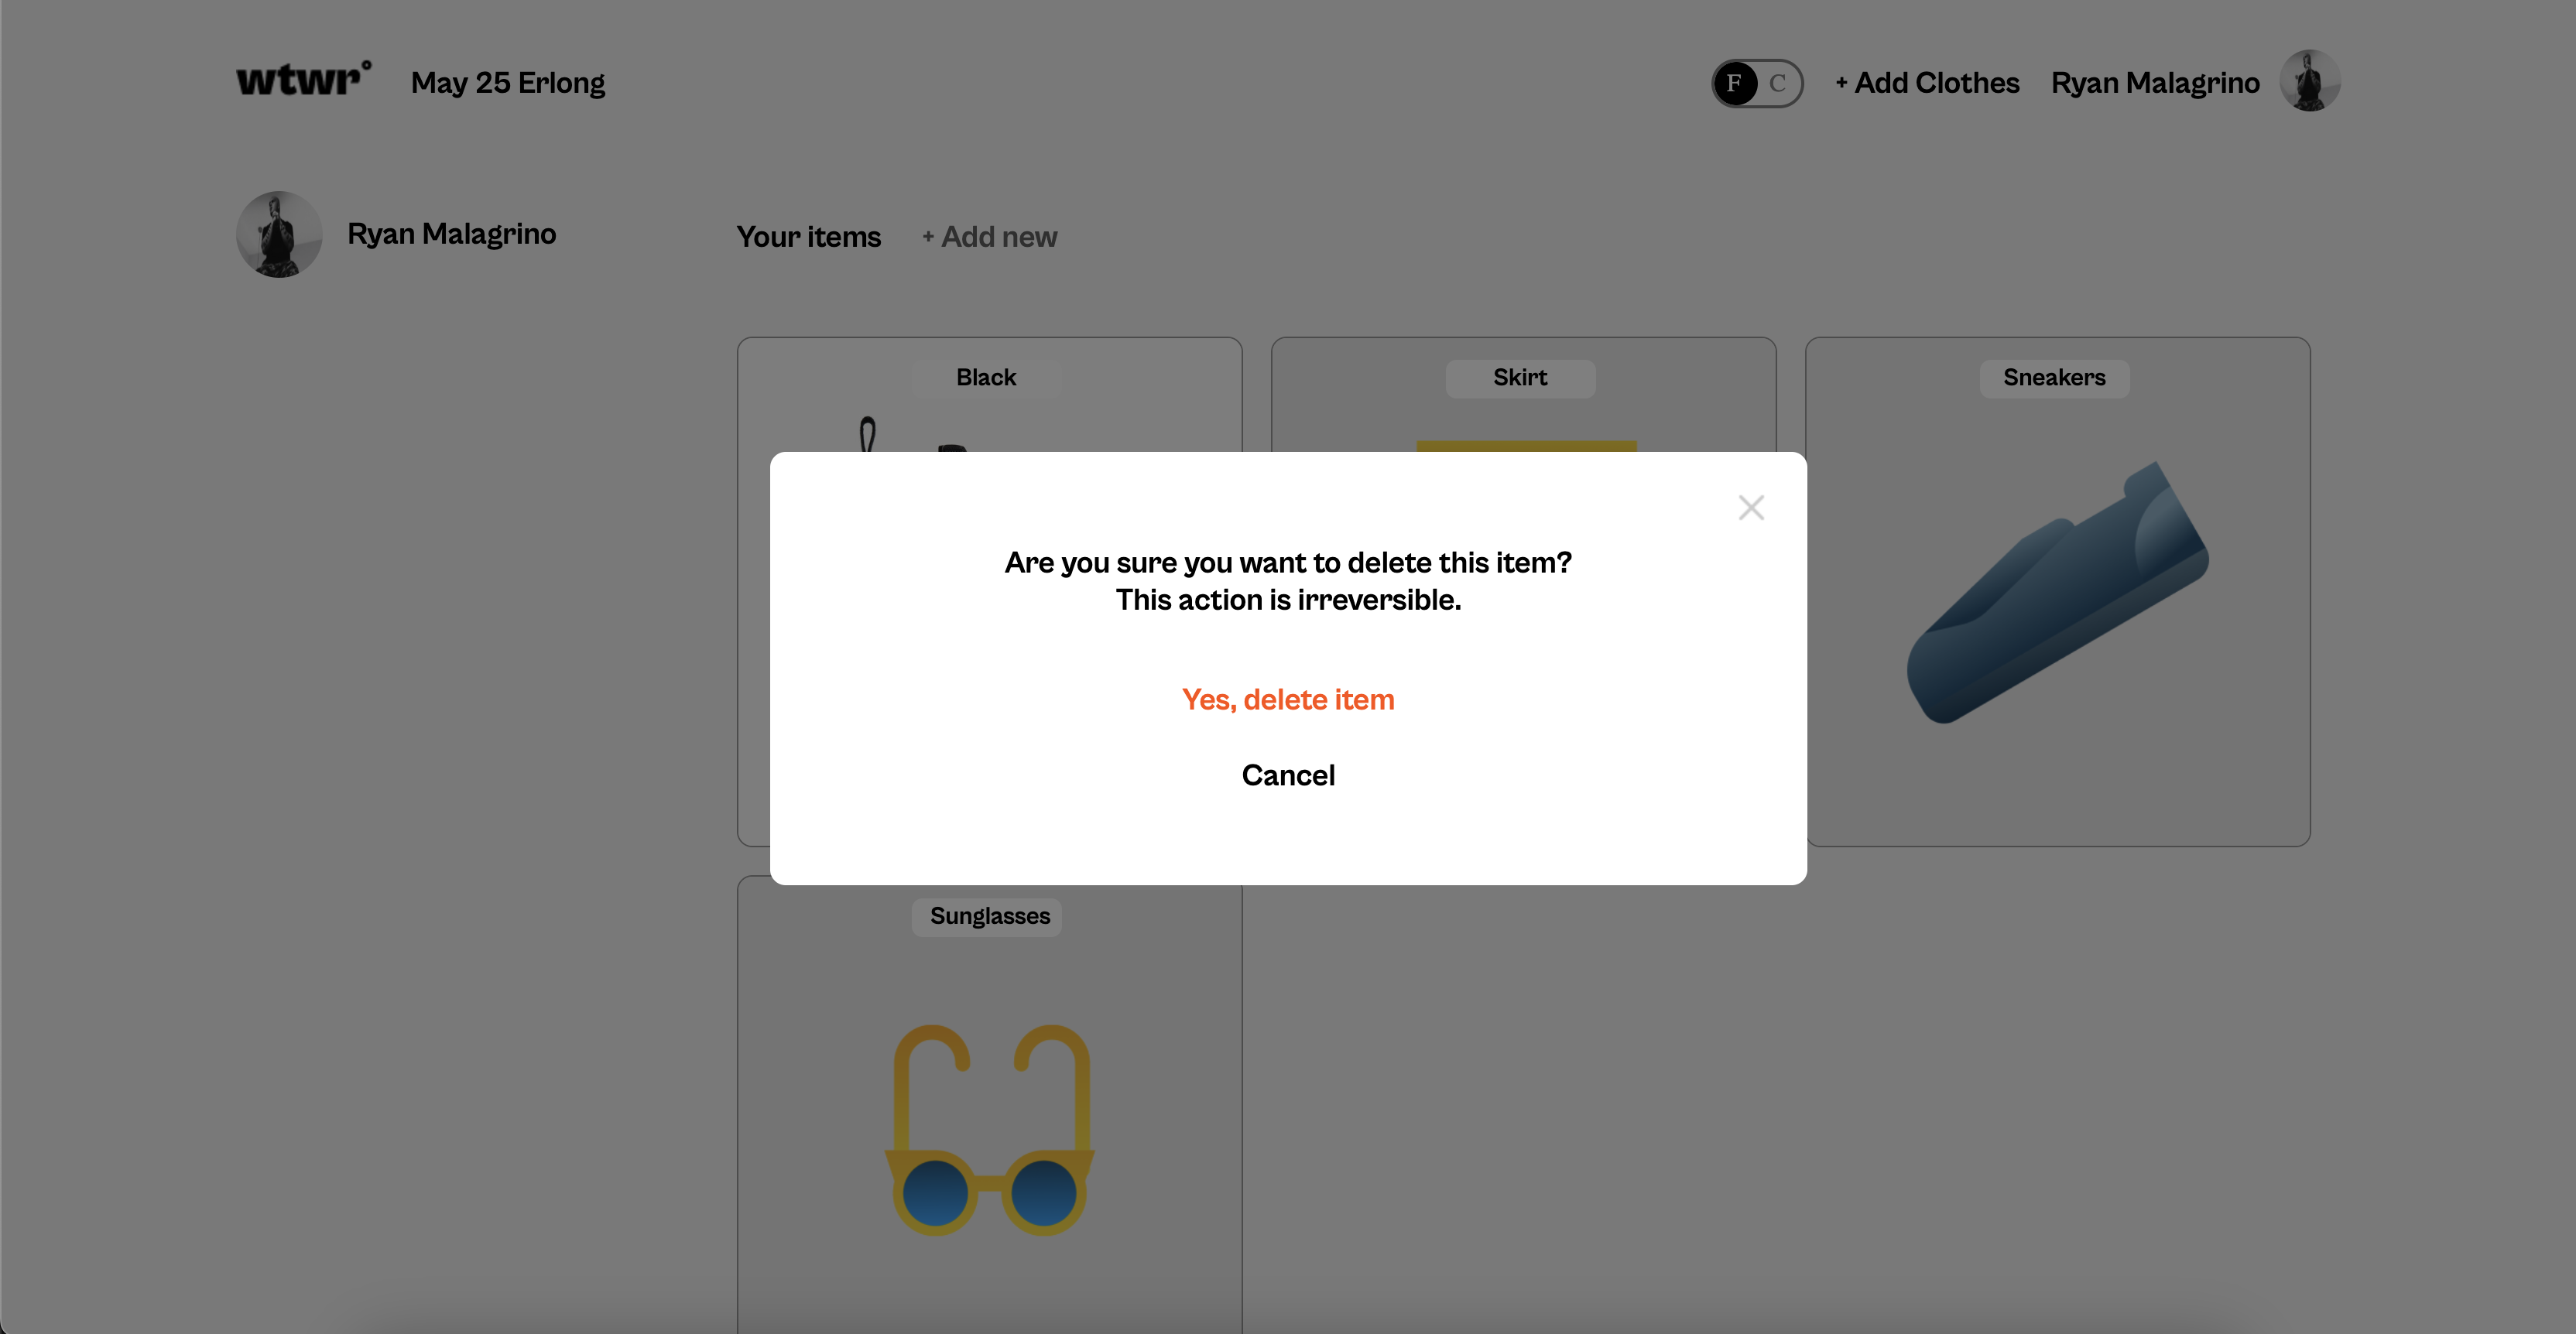 wtwr°
May 25 Erlong
F C
+ Add Clothes
Ryan Malagrino
Ryan Malagrino
Your items
+ Add new
Black
Skirt
Sneakers
Are you sure you want to delete this item?
This action is irreversible.
Yes, delete item
Cancel
Sunglasses